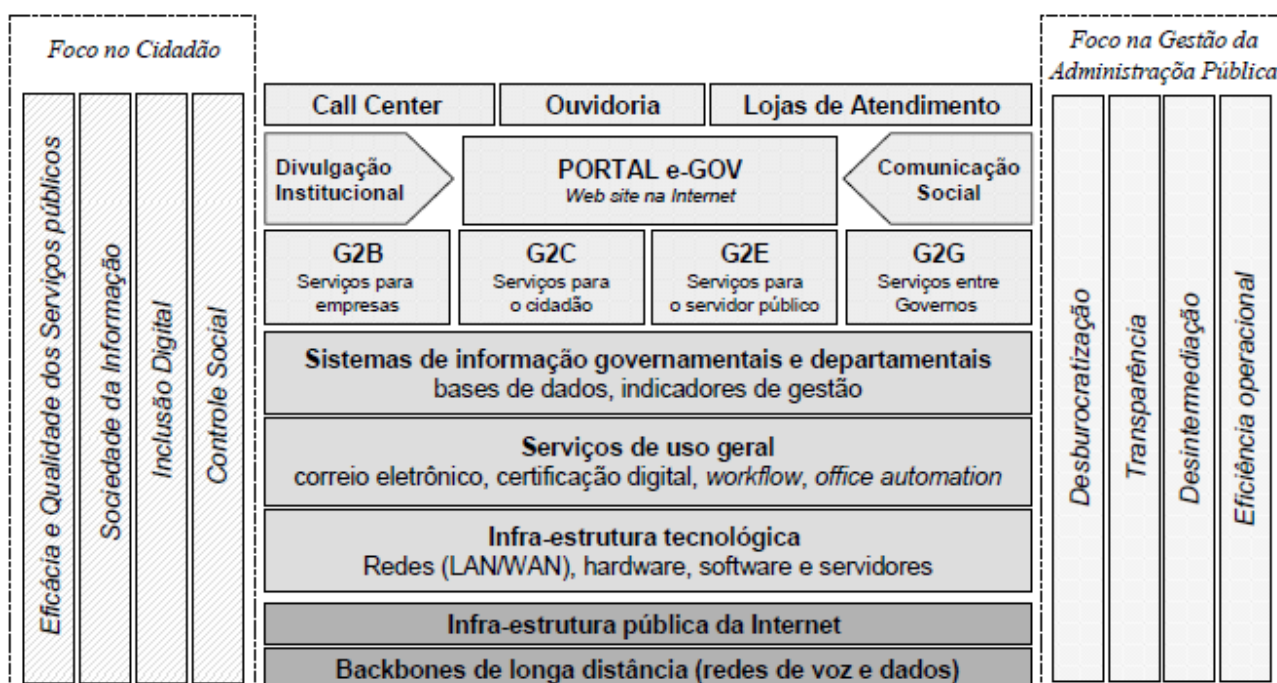 Foco no Cidadão
Eficácia e Qualidade dos Serviços públicos
Sociedade da Informação
Inclusão Digital
Controle Social
Call Center
Ouvidoria
Lojas de Atendimento
Divulgação
Institucional
PORTAL e-GOV
Web site na Internet
Comunicação
Social
G2B
Serviços para
empresas
G2C
Serviços para
o cidadão
G2E
Serviços para
o servidor público
G2G
Serviços entre
Governos
Sistemas de informação governamentais e departamentais
bases de dados, indicadores de gestão
Serviços de uso geral
correio eletrônico, certificação digital, workflow, office automation
Infra-estrutura tecnológica
Redes (LAN/WAN), hardware, software e servidores
Infra-estrutura pública da Internet
Backbones de longa distância (redes de voz e dados)
Foco na Gestão da
Administraçõa Pública
Desburocratização
Transparência
Desintermediação
Eficiência operacional